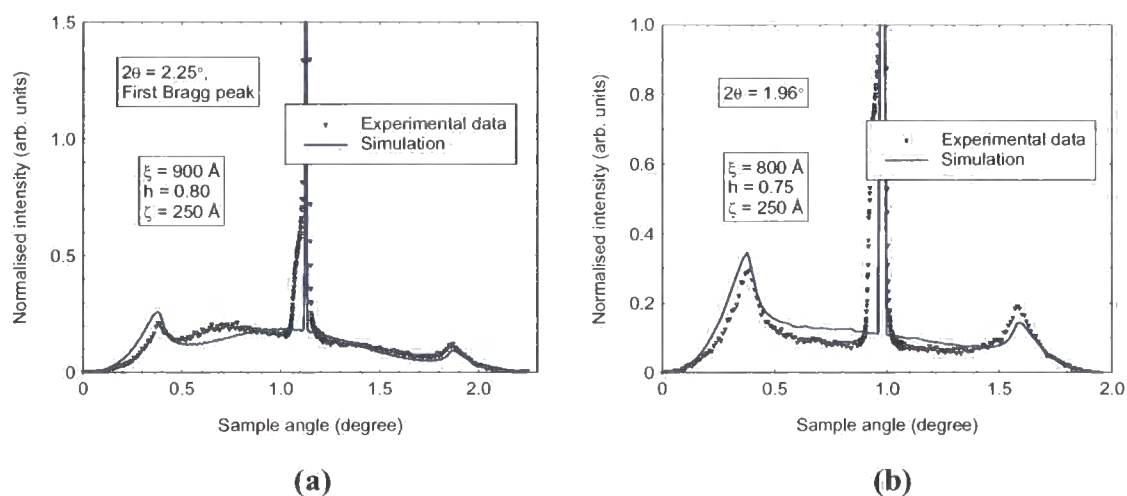 1.5
1.0
0.5
0
Normalised intensity (arb. units)
2θ = 2.25°,
First Bragg peak
Experimental data
Simulation
ξ = 900 Å
h = 0.80
ζ = 250 Å
0 0.5 1.0 1.5 2.0
Sample angle (degree)
(a)
1.0
0.8
0.6
0.4
0.2
0
Normalised intensity (arb. units)
2θ = 1.96°
Experimental data
Simulation
ξ = 800 Å
h = 0.75
ζ = 250 Å
0 0.5 1.0 1.5 2.0
Sample angle (degree)
(b)